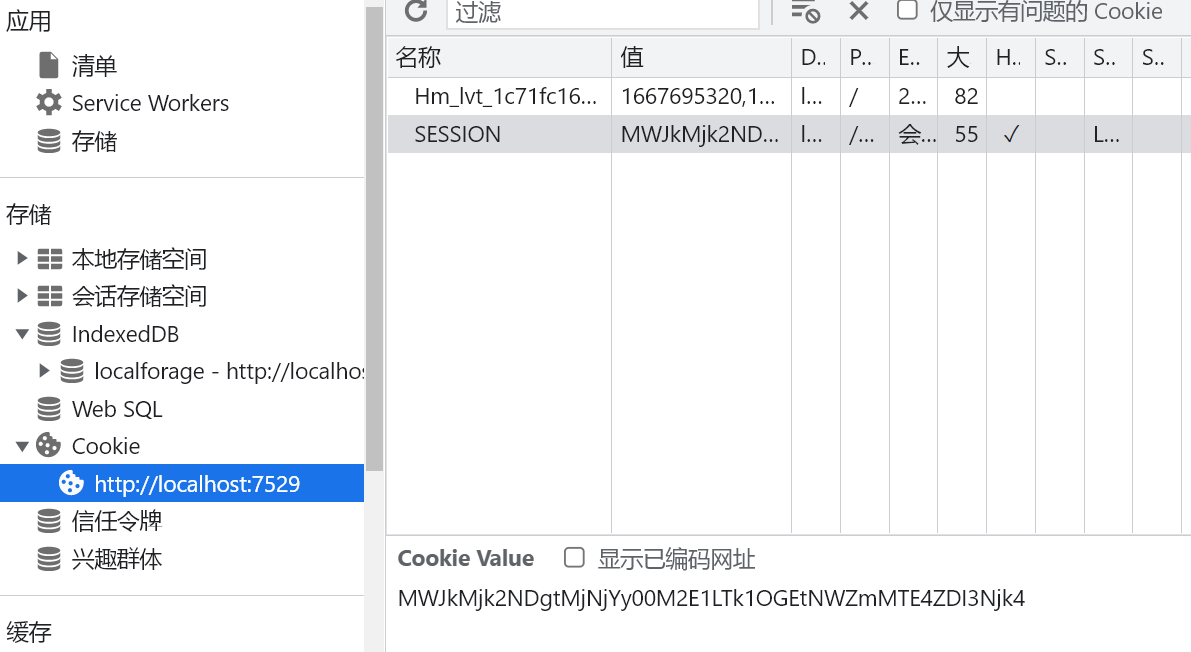 应用
清单
Service Workers
存储
存储
本地存储空间
会话存储空间
IndexedDB
localforage - http://localhos
Web SQL
Cookie
http://localhost:7529
信任令牌
兴趣群体
缓存
过滤 仅显示有问题的 Cookie
名称 值 D.. P.. E.. 大 H.. S.. S.. S..
Hm_lvt_1c71fc16... 1667695320,1... l... / 2... 82
SESSION MWJkMjk2ND... l... /... 会... 55 ✓ L...
Cookie Value 显示已编码网址
MWJkMjk2NDgtMjNjYy00M2E1LTk1OGEtNWZmMTE4ZDI3Njk4